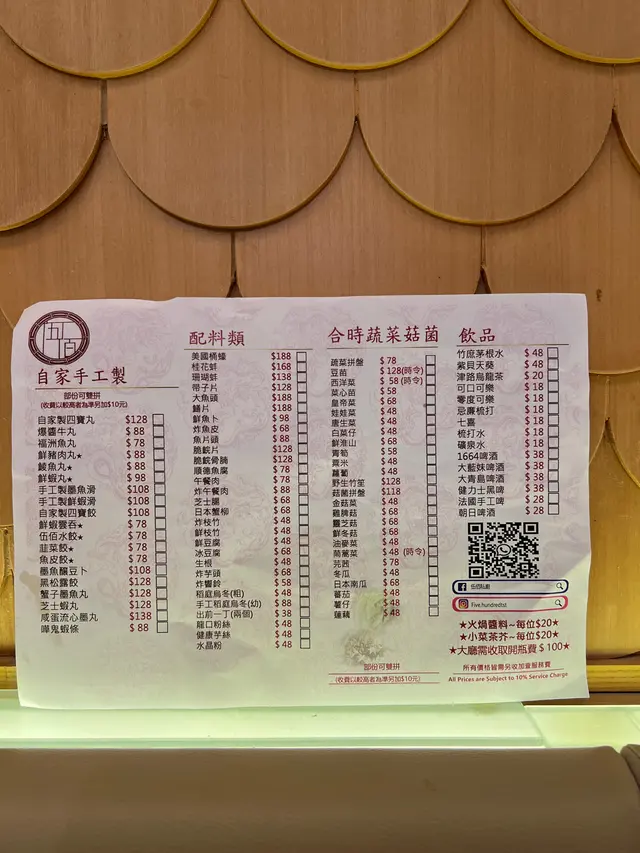 伍佰
自家手工製
部份可雙拼
(收費以較高者為準另加$10元)
自家製四寶丸 $128
爆醬牛丸 $ 88
福洲魚丸 $ 78
鮮豬肉丸★ $ 88
鯪魚丸★ $ 78
鮮蝦丸★ $ 98
手工製墨魚滑 $108
手工製鮮蝦滑 $108
自家製四寶餃 $108
鮮蝦雲吞★ $ 78
伍佰水餃★ $ 78
韭菜餃★ $ 78
魚皮餃★ $ 78
墨魚釀豆卜 $108
黑松露餃 $128
蟹子墨魚丸 $128
芝士蝦丸 $128
咸蛋流心墨丸 $138
嘩鬼蝦條 $ 88
配料類
美國桶蠔 $188
桂花蚌 $168
珊瑚蚌 $138
帶子片 $128
大魚頭 $188
鱔片 $188
鮮魚卜 $ 98
炸魚皮 $ 68
魚片頭 $ 88
脆鯇片 $128
脆鯇骨腩 $128
順德魚腐 $ 78
午餐肉 $ 78
炸午餐肉 $ 88
芝士腸 $ 68
日本蟹柳 $ 68
炸枝竹 $ 48
鮮枝竹 $ 48
鮮豆腐 $ 48
冰豆腐 $ 68
生根 $ 48
炸芋頭 $ 68
炸響鈴 $ 58
稻庭烏冬(粗) $ 48
手工稻庭烏冬(幼) $ 88
出前一丁(兩個) $ 38
龍口粉絲 $ 48
健康芋絲 $ 48
水晶粉 $ 48
合時蔬菜菇菌
蔬菜拼盤 $ 78
豆苗 $128(時令)
西洋菜 $ 58 (時令)
菜心苗 $ 58
皇帝菜 $ 68
娃娃菜 $ 48
唐生菜 $ 48
白菜仔 $ 48
鮮淮山 $ 68
青筍 $ 58
粟米 $ 48
蘿蔔 $ 48
野生竹笙 $128
菇菌拼盤 $118
金菇菜 $ 48
雞脾菇 $ 68
靈芝菇 $ 68
鮮冬菇 $ 68
油麥菜 $ 48
茼蒿菜 $ 48 (時令)
芫茜 $ 78
冬瓜 $ 48
日本南瓜 $ 68
蕃茄 $ 48
薯仔 $ 48
蓮藕 $ 48
部份可雙拼
(收費以較高者為準另加$10元)
飲品
竹庶茅根水 $ 48
紫貝天葵 $ 48
津路烏龍茶 $ 20
可口可樂 $ 18
零度可樂 $ 18
忌廉梳打 $ 18
七喜 $ 18
梳打水 $ 18
礦泉水 $ 18
1664啤酒 $ 38
大藍妹啤酒 $ 38
大青島啤酒 $ 38
健力士黑啤 $ 38
法國手工啤 $ 28
朝日啤酒 $ 28
伍佰私廚
Five.hundredtst
★火鍋醬料~每位$20★
★小菜茶芥~每位$20★
★大廳需收取開瓶費$100★
所有價格皆需另收加壹服務費
All Prices are Subject to 10% Service Charge